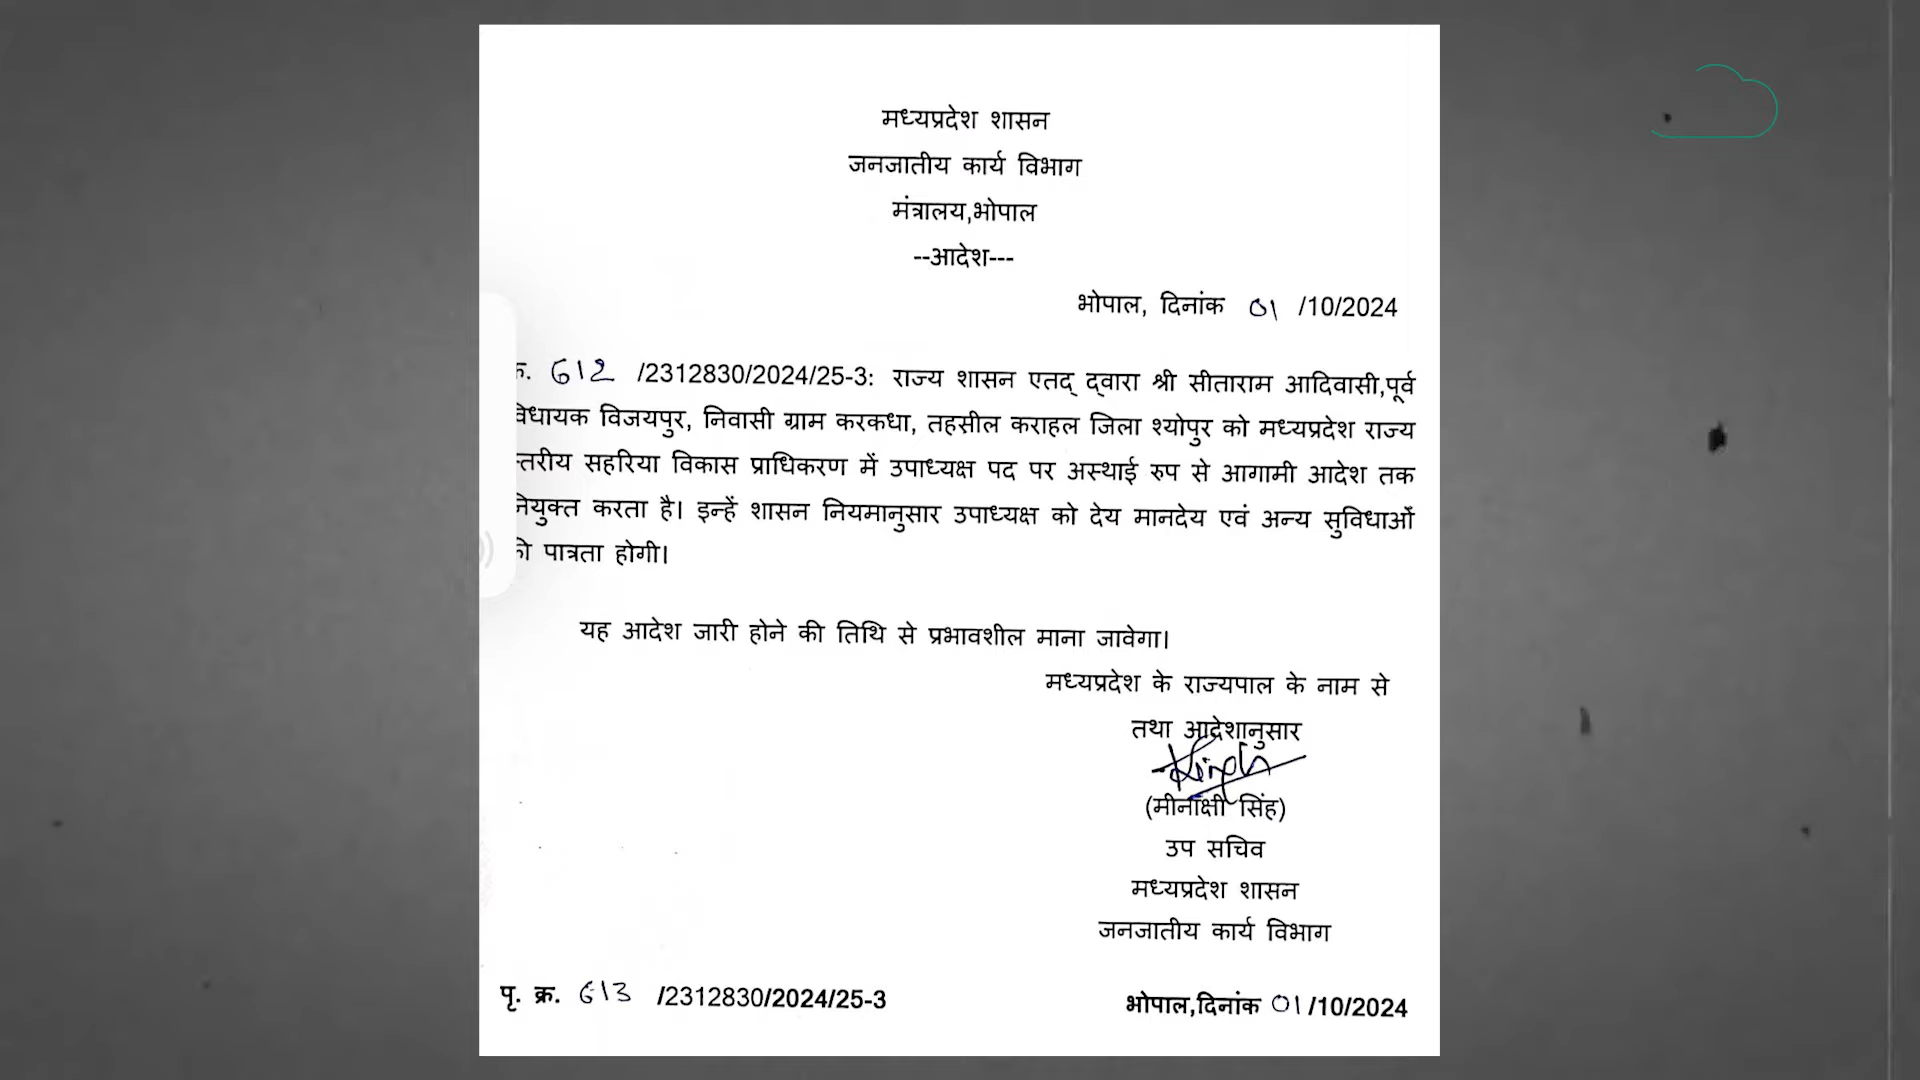 मध्यप्रदेश शासन
जनजातीय कार्य विभाग
मंत्रालय,भोपाल
--आदेश---
भोपाल, दिनांक 01 /10/2024
क. 612 /2312830/2024/25-3: राज्य शासन एतद् द्वारा श्री सीताराम आदिवासी,पूर्व
विधायक विजयपुर, निवासी ग्राम करकधा, तहसील कराहल जिला श्योपुर को मध्यप्रदेश राज्य
स्तरीय सहरिया विकास प्राधिकरण में उपाध्यक्ष पद पर अस्थाई रुप से आगामी आदेश तक
नियुक्त करता है। इन्हें शासन नियमानुसार उपाध्यक्ष को देय मानदेय एवं अन्य सुविधाओं
की पात्रता होगी।
यह आदेश जारी होने की तिथि से प्रभावशील माना जावेगा।
मध्यप्रदेश के राज्यपाल के नाम से
तथा आदेशानुसार
(मीनाक्षी सिंह)
उप सचिव
मध्यप्रदेश शासन
जनजातीय कार्य विभाग
पृ. क्र. 613 /2312830/2024/25-3
भोपाल,दिनांक 01/10/2024